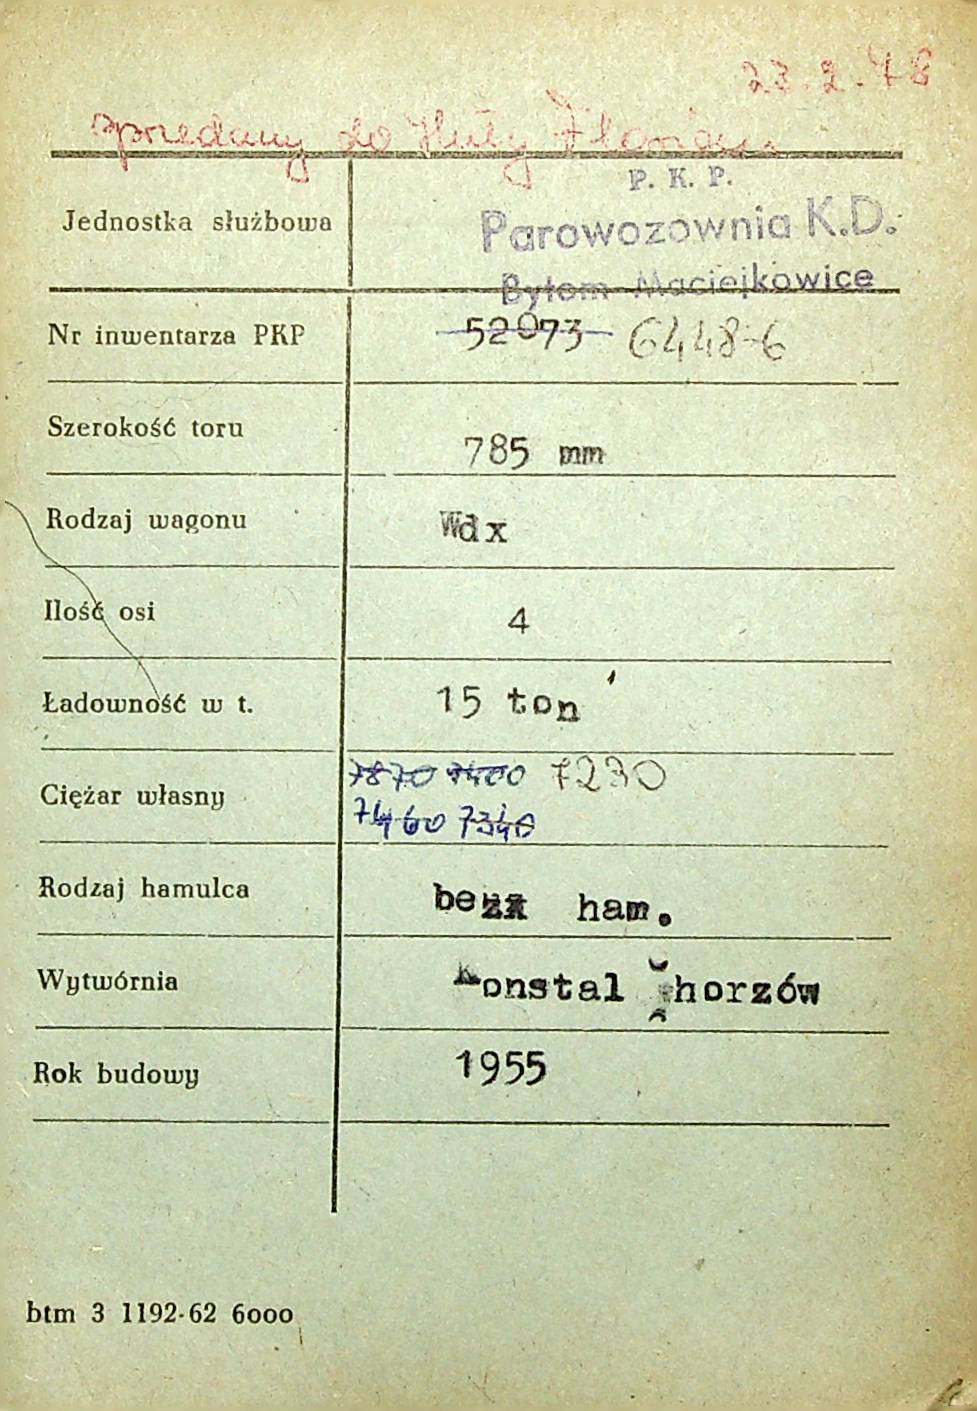 23.2.78
sprzedany do Huty Florian
P. K. P.
Jednostka służbowa Parowozownia K.D.
Bytom Maciejkowice
Nr inwentarza PKP 52073 6448-6
Szerokość toru 785 mm
Rodzaj wagonu Wdx
Ilość osi 4
Ładowność w t. 15 ton
7870 7400 7230
Ciężar własny
7460 7340
Rodzaj hamulca bez ham.
Wytwórnia Konstal Chorzów
Rok budowy 1955
btm 3 1192-62 6000